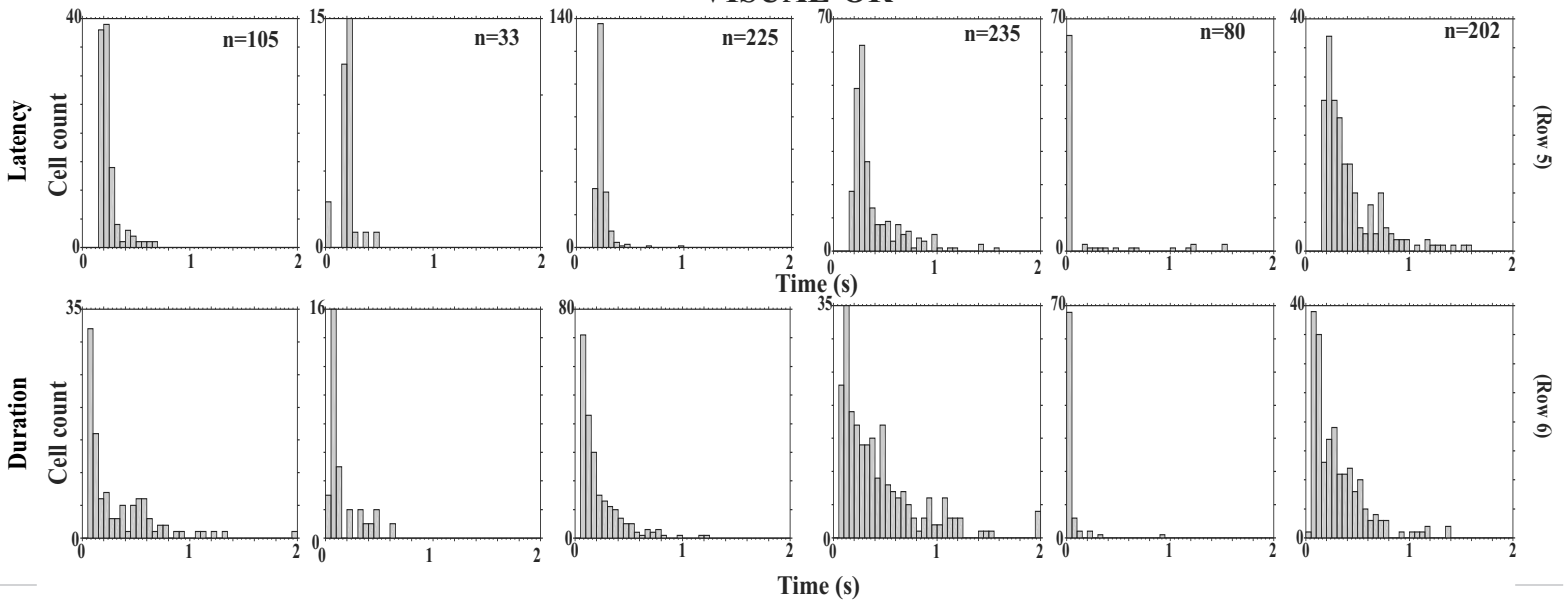 40
15
140
70
70
40
n=105
n=33
n=225
n=235
n=80
n=202
Latency
Cell count
(Row 5)
0
0
0
0
0
0
0 1 2
0 1 2
0 1 2
0 1 2
0 1 2
0 1 2
Time (s)
35
16
80
35
70
40
Duration
Cell count
(Row 6)
0
0
0
0
0
0
0 1 2
0 1 2
0 1 2
0 1 2
0 1 2
0 1 2
Time (s)